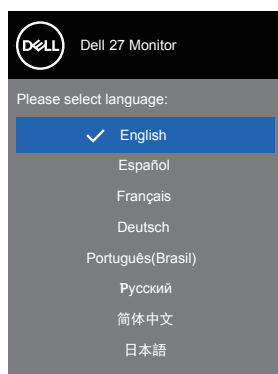 DELL Dell 27 Monitor
Please select language:
English
Español
Français
Deutsch
Português(Brasil)
Русский
简体中文
日本語